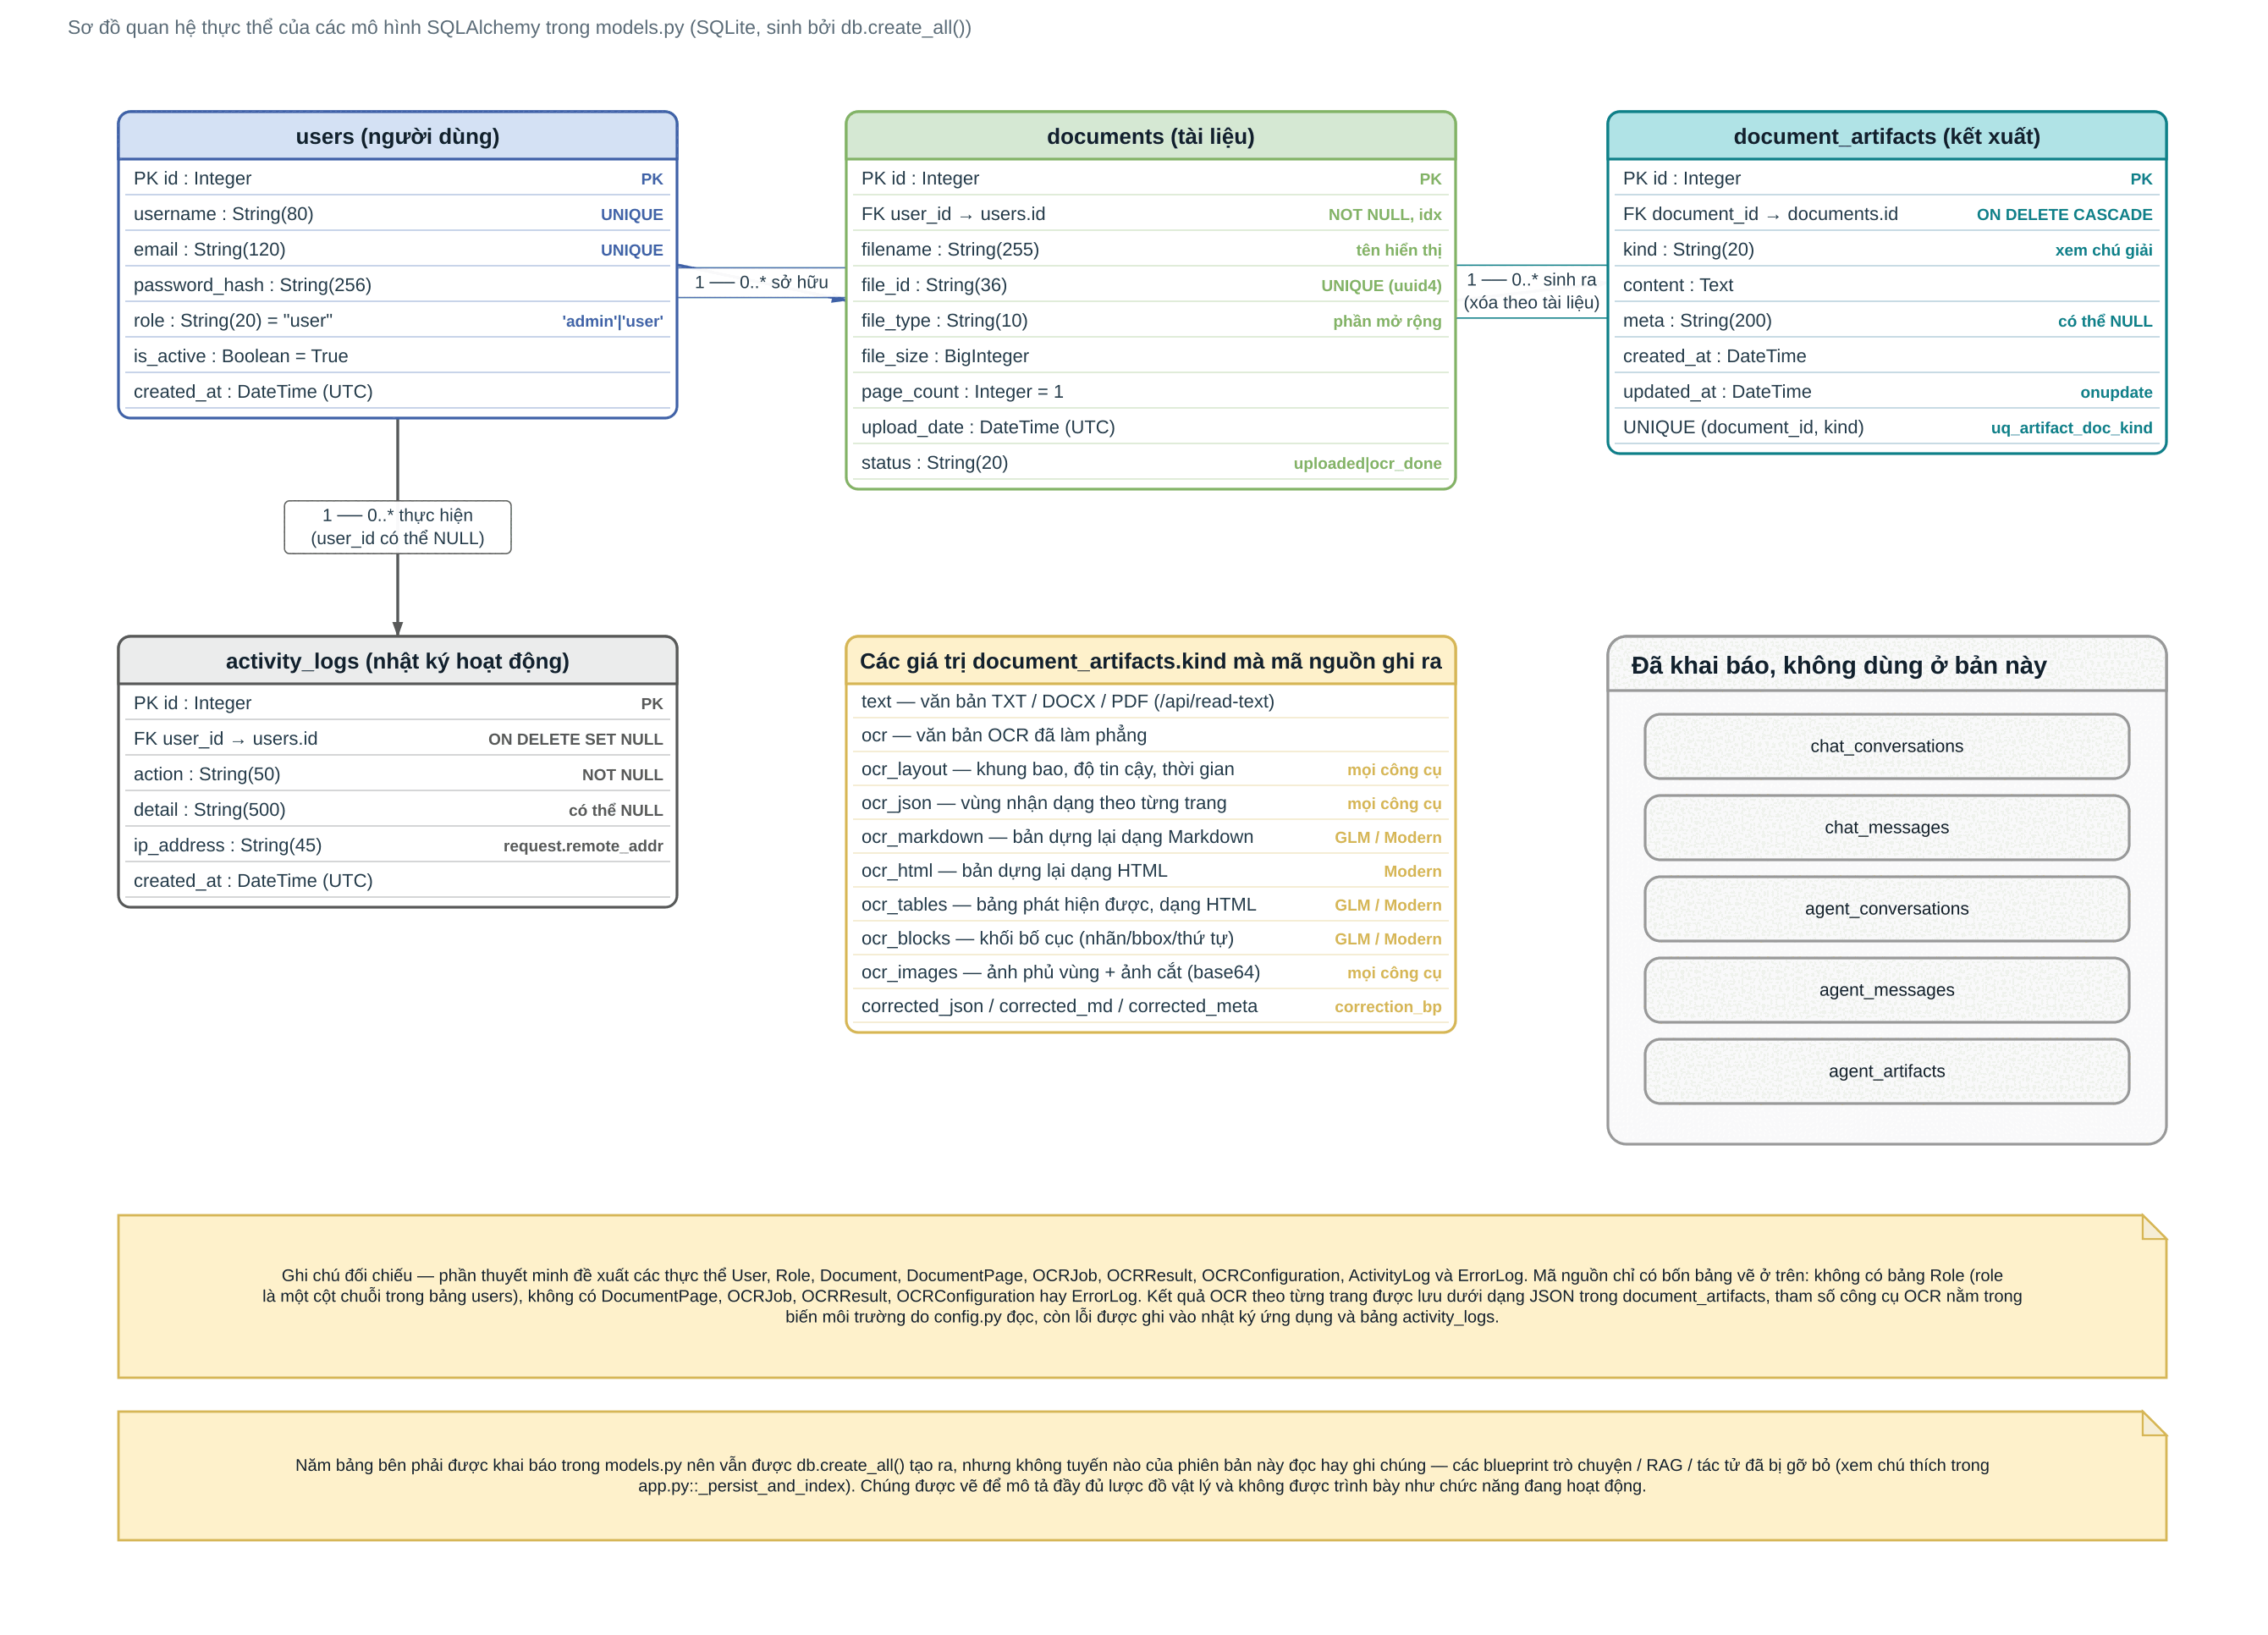 Sơ đồ quan hệ thực thể của các mô hình SQLAlchemy trong models.py (SQLite, sinh bởi db.create_all())
users (người dùng)
PK id : Integer PK
username : String(80) UNIQUE
email : String(120) UNIQUE
password_hash : String(256)
role : String(20) = "user" 'admin'|'user'
is_active : Boolean = True
created_at : DateTime (UTC)
1 ── 0..* sở hữu
documents (tài liệu)
PK id : Integer PK
FK user_id → users.id NOT NULL, idx
filename : String(255) tên hiển thị
file_id : String(36) UNIQUE (uuid4)
file_type : String(10) phần mở rộng
file_size : BigInteger
page_count : Integer = 1
upload_date : DateTime (UTC)
status : String(20) uploaded|ocr_done
1 ── 0..* sinh ra
(xóa theo tài liệu)
document_artifacts (kết xuất)
PK id : Integer PK
FK document_id → documents.id ON DELETE CASCADE
kind : String(20) xem chú giải
content : Text
meta : String(200) có thể NULL
created_at : DateTime
updated_at : DateTime onupdate
UNIQUE (document_id, kind) uq_artifact_doc_kind
1 ── 0..* thực hiện
(user_id có thể NULL)
activity_logs (nhật ký hoạt động)
PK id : Integer PK
FK user_id → users.id ON DELETE SET NULL
action : String(50) NOT NULL
detail : String(500) có thể NULL
ip_address : String(45) request.remote_addr
created_at : DateTime (UTC)
Các giá trị document_artifacts.kind mà mã nguồn ghi ra
text — văn bản TXT / DOCX / PDF (/api/read-text)
ocr — văn bản OCR đã làm phẳng
ocr_layout — khung bao, độ tin cậy, thời gian mọi công cụ
ocr_json — vùng nhận dạng theo từng trang mọi công cụ
ocr_markdown — bản dựng lại dạng Markdown GLM / Modern
ocr_html — bản dựng lại dạng HTML Modern
ocr_tables — bảng phát hiện được, dạng HTML GLM / Modern
ocr_blocks — khối bố cục (nhãn/bbox/thứ tự) GLM / Modern
ocr_images — ảnh phủ vùng + ảnh cắt (base64) mọi công cụ
corrected_json / corrected_md / corrected_meta correction_bp
Đã khai báo, không dùng ở bản này
chat_conversations
chat_messages
agent_conversations
agent_messages
agent_artifacts
Ghi chú đối chiếu — phần thuyết minh đề xuất các thực thể User, Role, Document, DocumentPage, OCRJob, OCRResult, OCRConfiguration, ActivityLog và ErrorLog. Mã nguồn chỉ có bốn bảng vẽ ở trên: không có bảng Role (role
là một cột chuỗi trong bảng users), không có DocumentPage, OCRJob, OCRResult, OCRConfiguration hay ErrorLog. Kết quả OCR theo từng trang được lưu dưới dạng JSON trong document_artifacts, tham số công cụ OCR nằm trong
biến môi trường do config.py đọc, còn lỗi được ghi vào nhật ký ứng dụng và bảng activity_logs.
Năm bảng bên phải được khai báo trong models.py nên vẫn được db.create_all() tạo ra, nhưng không tuyến nào của phiên bản này đọc hay ghi chúng — các blueprint trò chuyện / RAG / tác tử đã bị gỡ bỏ (xem chú thích trong
app.py::_persist_and_index). Chúng được vẽ để mô tả đầy đủ lược đồ vật lý và không được trình bày như chức năng đang hoạt động.